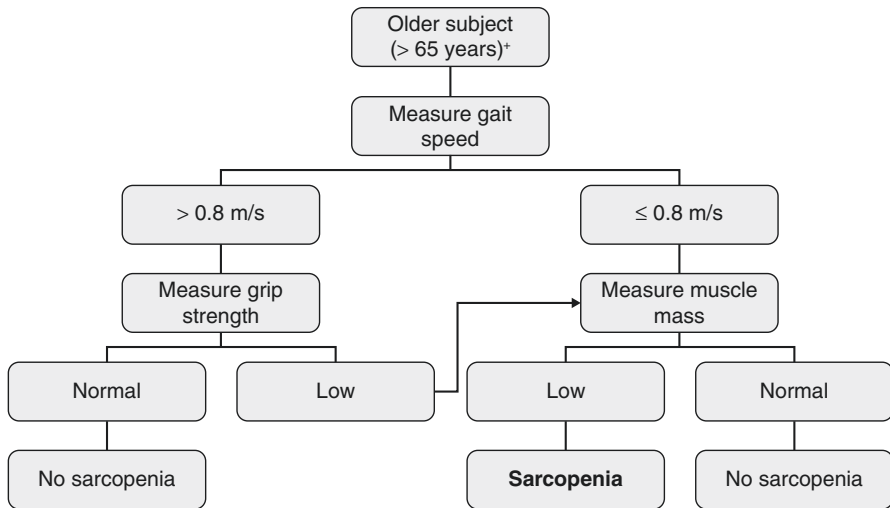 Older subject
(> 65 years)+
Measure gait
speed
> 0.8 m/s
≤ 0.8 m/s
Measure grip
strength
Measure muscle
mass
Normal
Low
Low
Normal
No sarcopenia
Sarcopenia
No sarcopenia